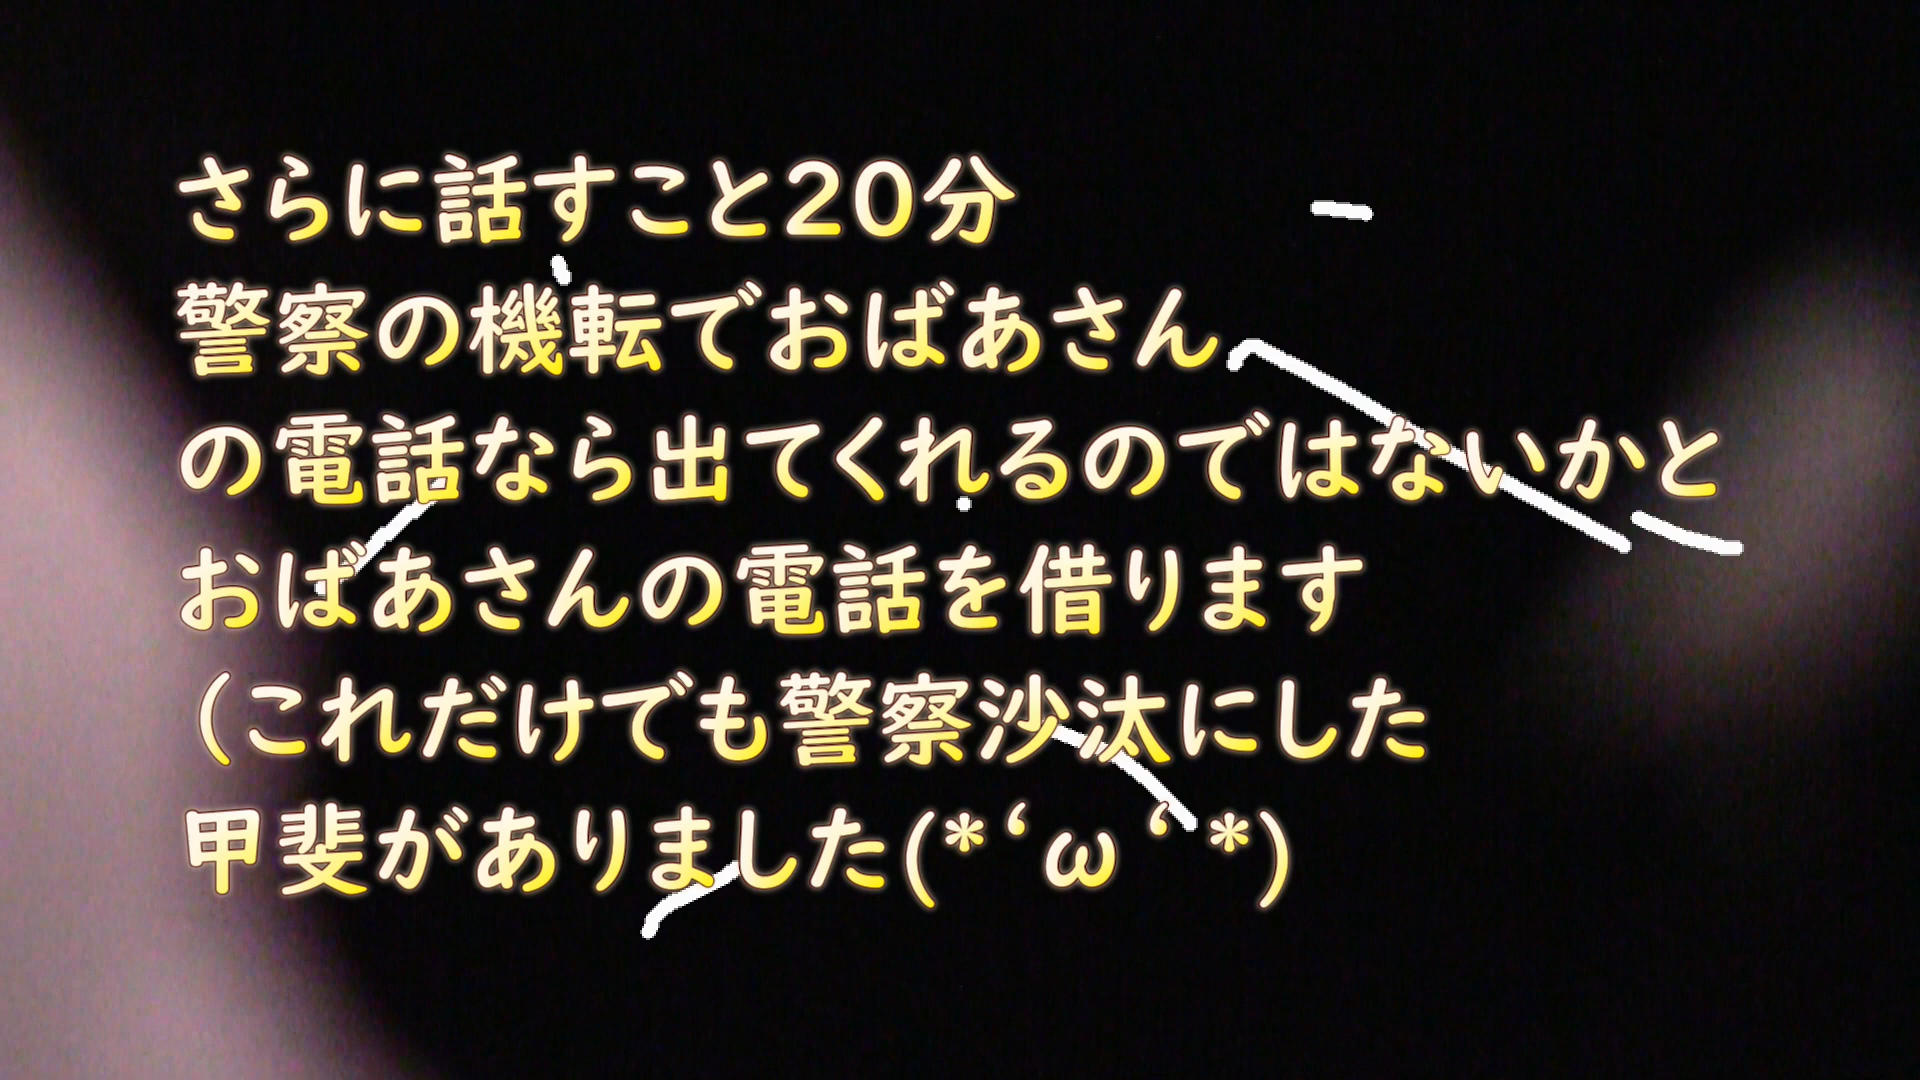 さらに話すこと20分
警察の機転でおばあさん
の電話なら出てくれるのではないかと
おばあさんの電話を借ります
（これだけでも警察沙汰にした
甲斐がありました(*‘ω‘*)